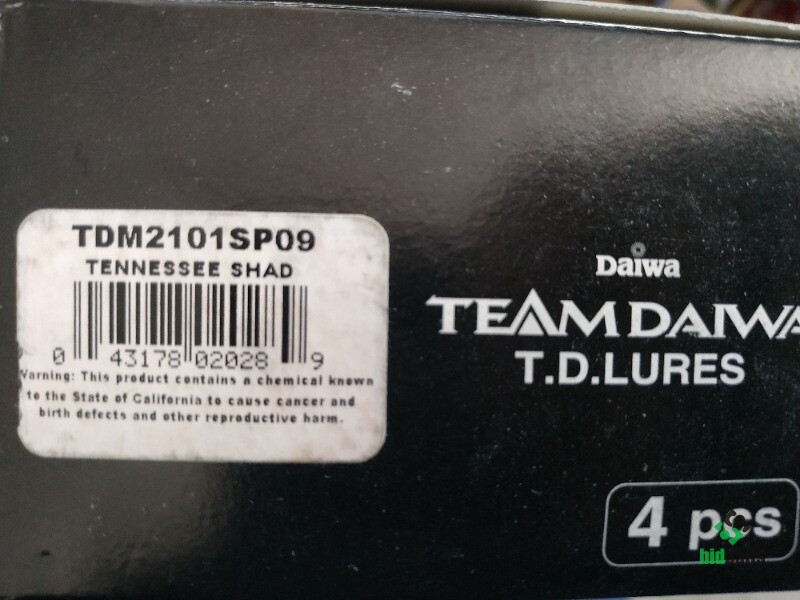 TDM2101SP09
TENNESSEE SHAD
0 43178 02028 9
Warning: This product contains a chemical known
to the State of California to cause cancer and
birth defects and other reproductive harm.
Daiwa
TEAM DAIWA
T.D.LURES
4 pcs
bid